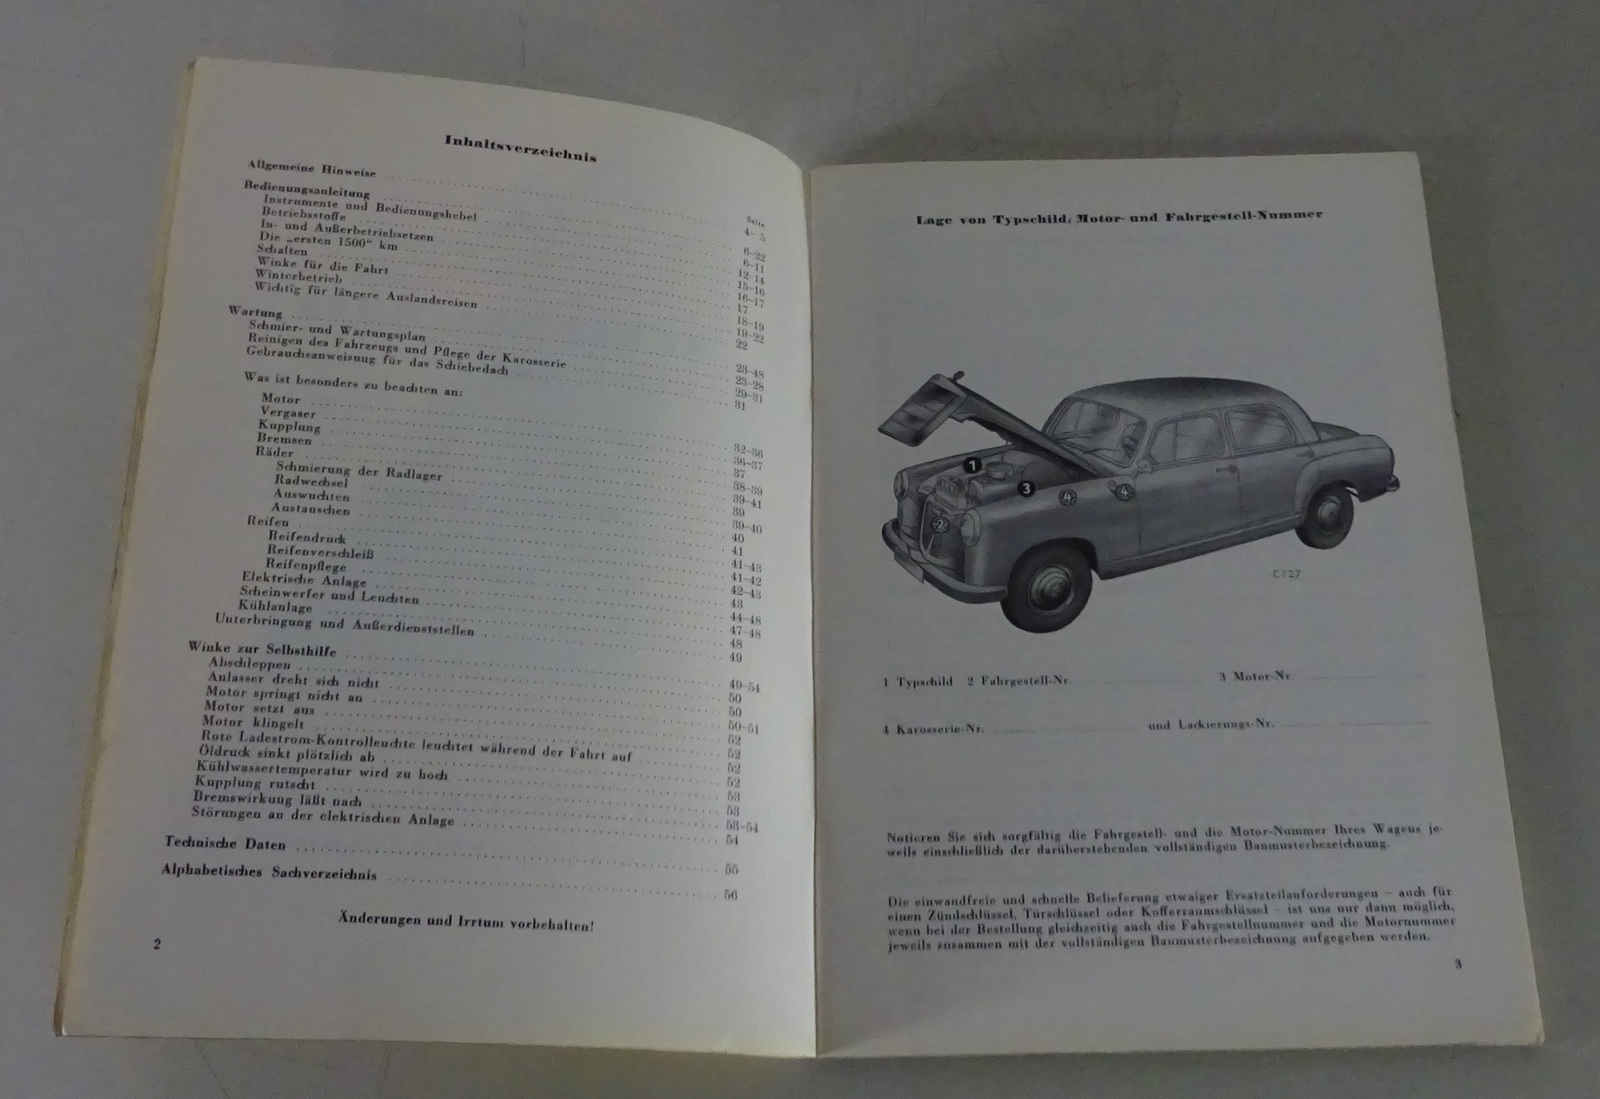 Inhaltsverzeichnis
Seite
Allgemeine Hinweise 4–5
Bedienungsanleitung 6–22
Instrumente und Bedienungshebel 6–11
Betriebsstoffe 12–14
In- und Außerbetriebsetzen 15–16
Die „ersten 1500“ km 16–17
Schalten 17
Winke für die Fahrt 18–19
Winterbetrieb 19–22
Wichtig für längere Auslandsreisen 22
Wartung 23–48
Schmier- und Wartungsplan 23–28
Reinigen des Fahrzeugs und Pflege der Karosserie 29–31
Gebrauchsanweisung für das Schiebedach 31
Was ist besonders zu beachten an:
Motor 32–36
Vergaser 36–37
Kupplung 37
Bremsen 38–39
Räder 39–41
Schmierung der Radlager 39
Radwechsel 39–40
Auswuchten 40
Austauschen 41
Reifen 41–43
Reifendruck 41–42
Reifenverschleiß 42–43
Reifenpflege 43
Elektrische Anlage 44–48
Scheinwerfer und Leuchten 47–48
Kühlanlage 48
Unterbringung und Außerdienststellen 49
Winke zur Selbsthilfe 49–54
Abschleppen 50
Anlasser dreht sich nicht 50
Motor springt nicht an 50–51
Motor setzt aus 52
Motor klingelt 52
Rote Ladestrom-Kontrolleuchte leuchtet während der Fahrt auf 52
Öldruck sinkt plötzlich ab 52
Kühlwassertemperatur wird zu hoch 53
Kupplung rutscht 53
Bremswirkung läßt nach 53–54
Störungen an der elektrischen Anlage 54
Technische Daten 55
Alphabetisches Sachverzeichnis 56
Änderungen und Irrtum vorbehalten!
2
Lage von Typschild, Motor- und Fahrgestell-Nummer
1
3
4
4
2
C 727
1 Typschild 2 Fahrgestell-Nr. 3 Motor-Nr.
4 Karosserie-Nr. und Lackierungs-Nr.
Notieren Sie sich sorgfältig die Fahrgestell- und die Motor-Nummer Ihres Wagens je-
weils einschließlich der darüberstehenden vollständigen Baumusterbezeichnung.
Die einwandfreie und schnelle Belieferung etwaiger Ersatzteilanforderungen – auch für
einen Zündschlüssel, Türschlüssel oder Kofferraumschlüssel – ist uns nur dann möglich,
wenn bei der Bestellung gleichzeitig auch die Fahrgestellnummer und die Motornummer
jeweils zusammen mit der vollständigen Baumusterbezeichnung aufgegeben werden.
3